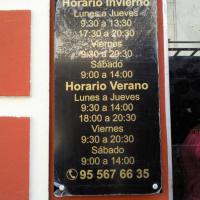 Horario Invierno
Lunes a Jueves
9:30 a 13:30
17:30 a 20:30
Viernes
9:30 a 20:30
Sábado
9:00 a 14:00
Horario Verano
Lunes a Jueves
9:30 a 14:00
18:00 a 20:30
Viernes
9:30 a 20:30
Sábado
9:00 a 14:00
95 567 66 35